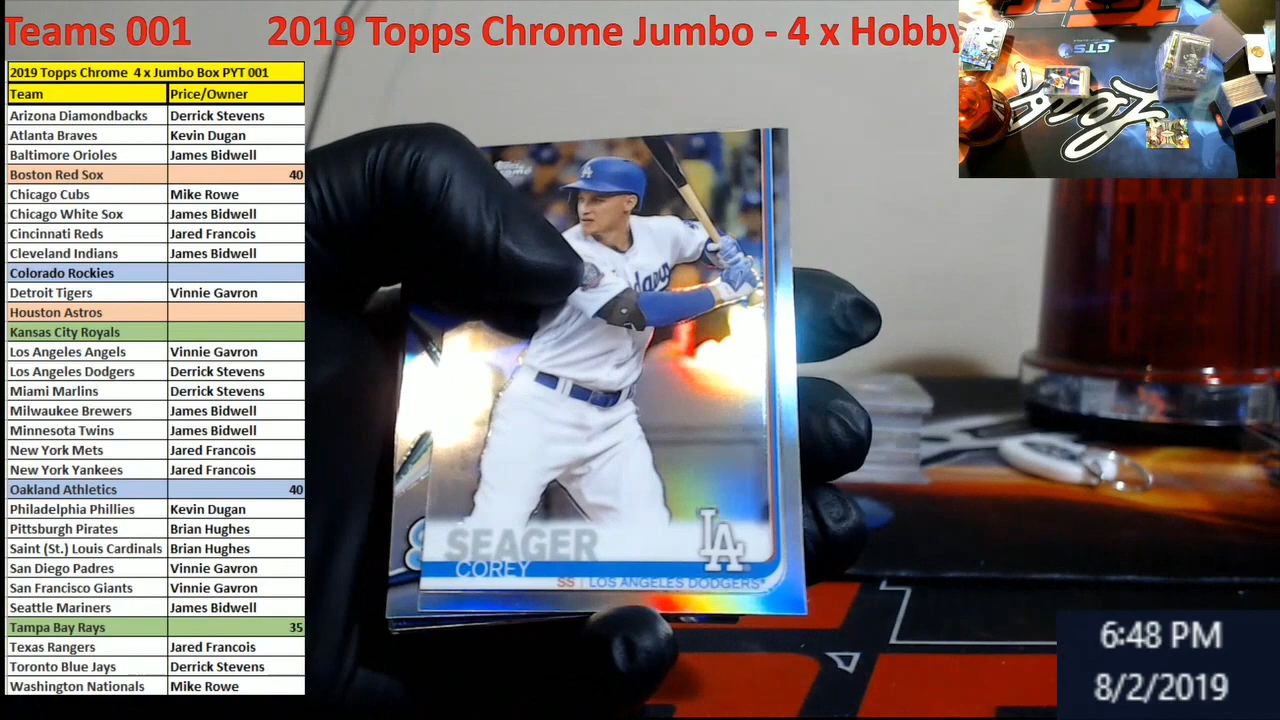 Teams 001 2019 Topps Chrome Jumbo - 4 x Hobby
2019 Topps Chrome 4 x Jumbo Box PYT 001
Team Price/Owner
Arizona Diamondbacks Derrick Stevens
Atlanta Braves Kevin Dugan
Baltimore Orioles James Bidwell
Boston Red Sox 40
Chicago Cubs Mike Rowe
Chicago White Sox James Bidwell
Cincinnati Reds Jared Francois
Cleveland Indians James Bidwell
Colorado Rockies
Detroit Tigers Vinnie Gavron
Houston Astros
Kansas City Royals
Los Angeles Angels Vinnie Gavron
Los Angeles Dodgers Derrick Stevens
Miami Marlins Derrick Stevens
Milwaukee Brewers James Bidwell
Minnesota Twins James Bidwell
New York Mets Jared Francois
New York Yankees Jared Francois
Oakland Athletics 40
Philadelphia Phillies Kevin Dugan
Pittsburgh Pirates Brian Hughes
Saint (St.) Louis Cardinals Brian Hughes
San Diego Padres Vinnie Gavron
San Francisco Giants Vinnie Gavron
Seattle Mariners James Bidwell
Tampa Bay Rays 35
Texas Rangers Jared Francois
Toronto Blue Jays Derrick Stevens
Washington Nationals Mike Rowe
GTS
LA
SEAGER
COREY
LA
SS | LOS ANGELES DODGERS
6:48 PM
8/2/2019